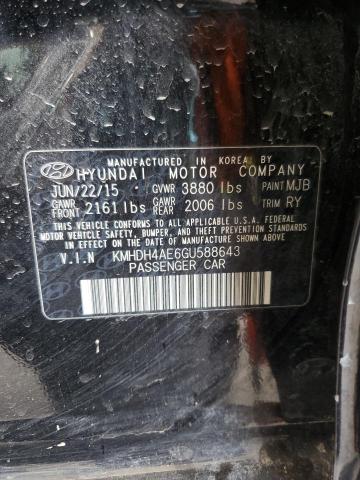 MANUFACTURED IN KOREA BY
HYUNDAI MOTOR COMPANY
JUN/22/15 GVWR 3880 lbs PAINT MJB
GAWR FRONT 2161 lbs GAWR REAR 2006 lbs TRIM RY
THIS VEHICLE CONFORMS TO ALL APPLICABLE FEDERAL
MOTOR VEHICLE SAFETY, BUMPER, AND THEFT PREVENTION
STANDARDS IN EFFECT ON THE DATE OF MANUFACTURE
SHOWN ABOVE.
V.I.N KMHDH4AE6GU588643
PASSENGER CAR